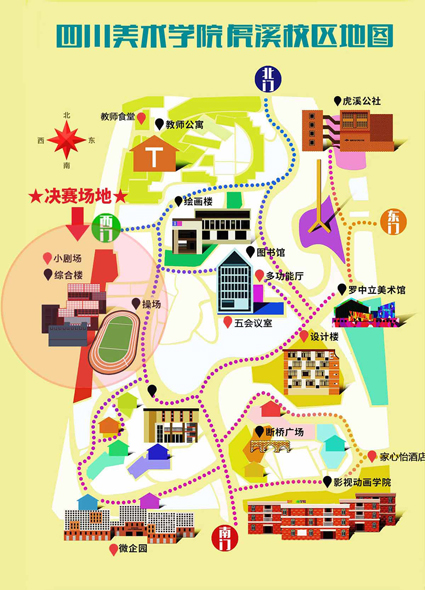 四川美术学院虎溪校区地图
北门
教师食堂
教师公寓
虎溪公社
北
西
东
南
T
★决赛场地★
绘画楼
西门
东门
图书馆
小剧场
综合楼
多功能厅
操场
罗中立美术馆
五会议室
设计楼
断桥广场
家心怡酒店
影视动画学院
南门
微企园